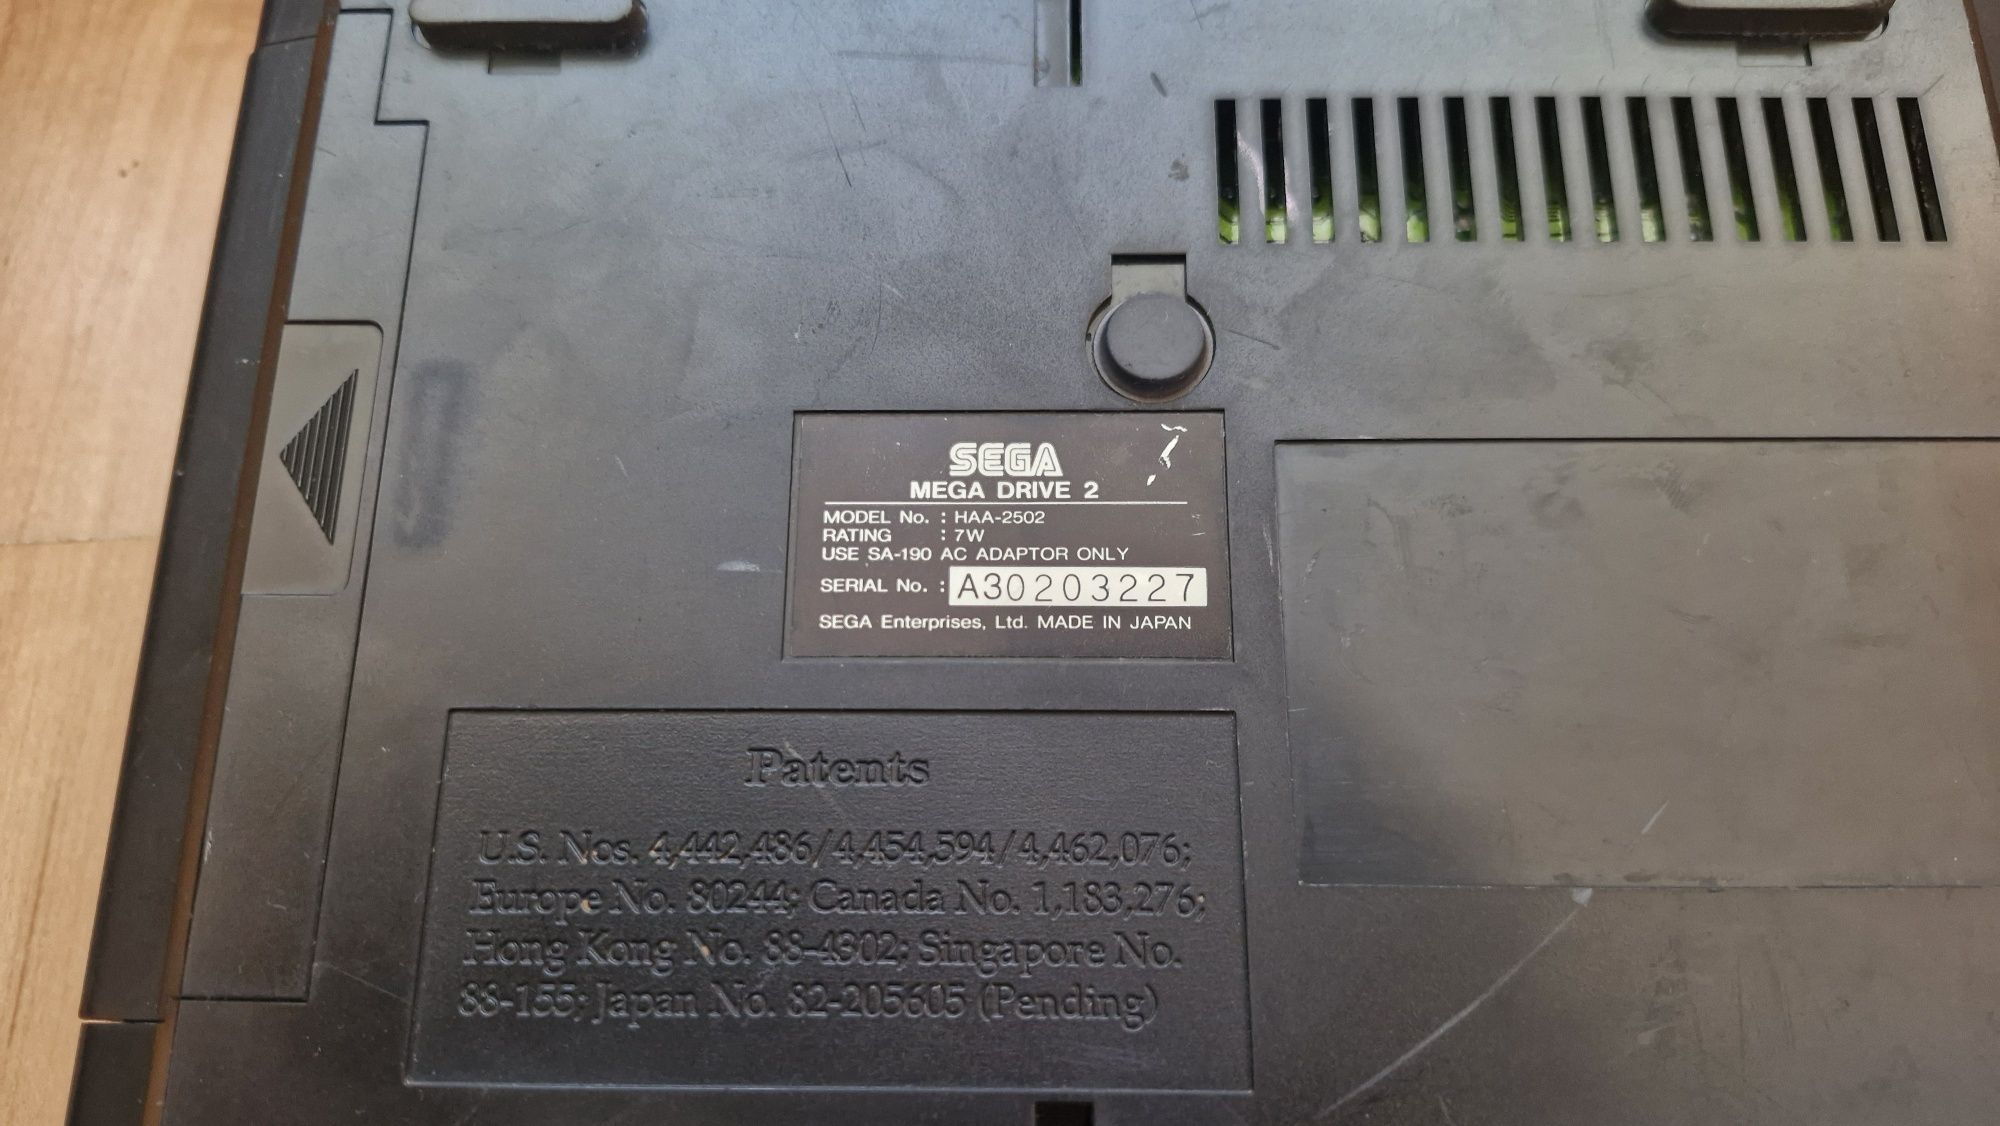 SEGA
MEGA DRIVE 2
MODEL No. : HAA-2502
RATING : 7W
USE SA-190 AC ADAPTOR ONLY
SERIAL No. : A30203227
SEGA Enterprises, Ltd. MADE IN JAPAN
Patents
U.S. Nos. 4,442,486/4,454,594/4,462,076;
Europe No. 80244; Canada No. 1,183,276;
Hong Kong No. 88-4302; Singapore No.
88-155; Japan No. 82-205605 (Pending)